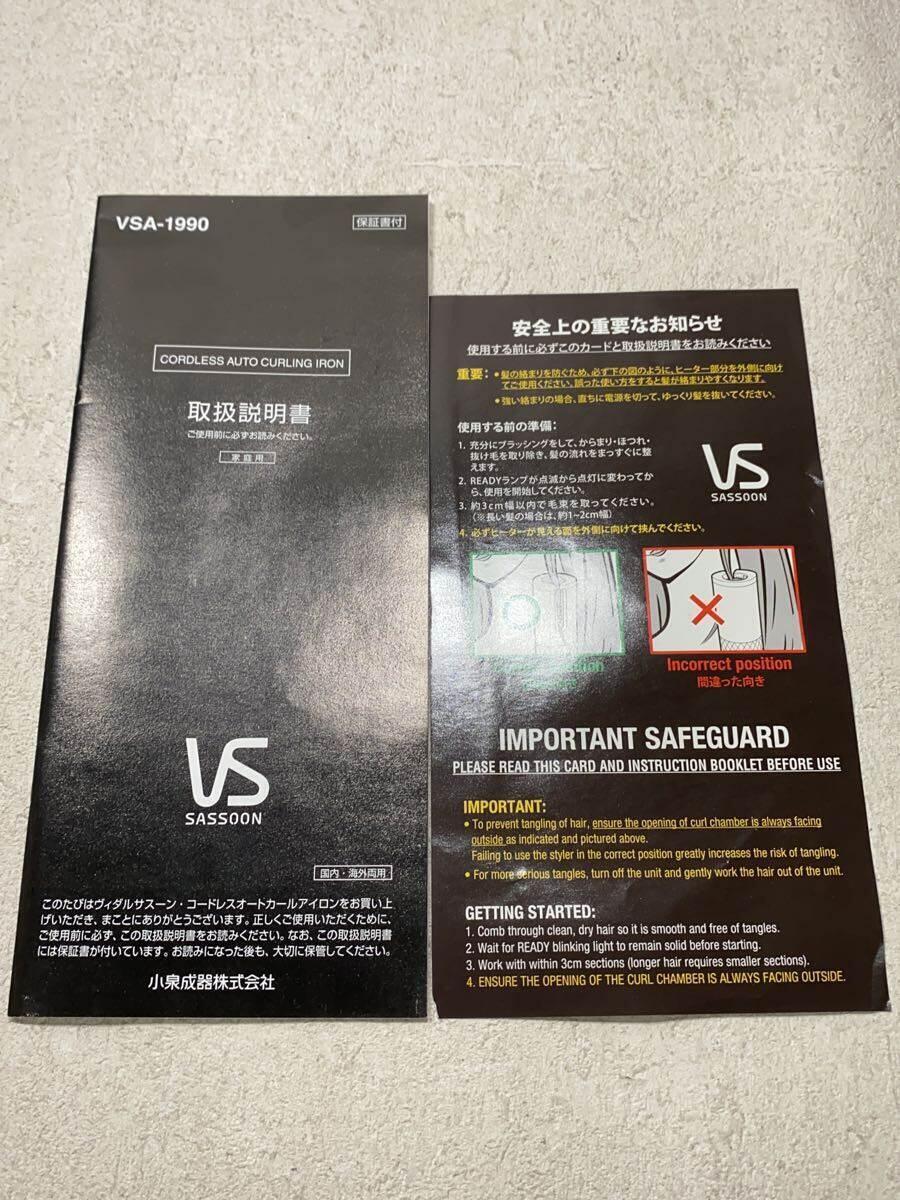 VSA-1990
保証書付
CORDLESS AUTO CURLING IRON
取扱説明書
ご使用前に必ずお読みください。
家庭用
VS
SASSOON
国内・海外両用
このたびはヴィダルサスーン・コードレスオートカールアイロンをお買い上
げいただき、まことにありがとうございます。正しくご使用いただくために、
ご使用前に必ず、この取扱説明書をお読みください。なお、この取扱説明書
には保証書が付いています。お読みになった後も、大切に保管してください。
小泉成器株式会社
安全上の重要なお知らせ
使用する前に必ずこのカードと取扱説明書をお読みください
重要：
•髪の絡まりを防ぐため、必ず下の図のように、ヒーター部分を外側に向け
てご使用ください。誤った使い方をすると髪が絡まりやすくなります。
•強い絡まりの場合、直ちに電源を切って、ゆっくり髪を抜いてください。
使用する前の準備：
1. 充分にブラッシングをして、からまり・ほつれ・
抜け毛を取り除き、髪の流れをまっすぐに整
えます。
2. READYランプが点滅から点灯に変わってか
ら、使用を開始してください。
3. 約3cm幅以内で毛束を取ってください。
（※長い髪の場合は、約1~2cm幅）
4. 必ずヒーターが見える面を外側に向けて挟んでください。
VS
SASSOON
Incorrect position
間違った向き
IMPORTANT SAFEGUARD
PLEASE READ THIS CARD AND INSTRUCTION BOOKLET BEFORE USE
IMPORTANT:
• To prevent tangling of hair, ensure the opening of curl chamber is always facing
outside as indicated and pictured above.
Failing to use the styler in the correct position greatly increases the risk of tangling.
• For more serious tangles, turn off the unit and gently work the hair out of the unit.
GETTING STARTED:
1. Comb through clean, dry hair so it is smooth and free of tangles.
2. Wait for READY blinking light to remain solid before starting.
3. Work with within 3cm sections (longer hair requires smaller sections).
4. ENSURE THE OPENING OF THE CURL CHAMBER IS ALWAYS FACING OUTSIDE.